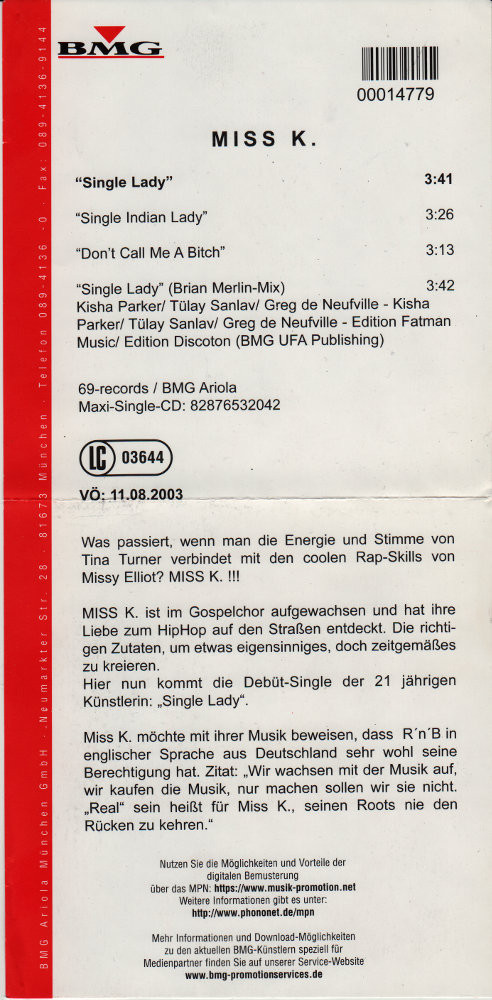 BMG
00014779
MISS K.
“Single Lady” 3:41
“Single Indian Lady” 3:26
“Don’t Call Me A Bitch” 3:13
“Single Lady” (Brian Merlin-Mix) 3:42
Kisha Parker/ Tülay Sanlav/ Greg de Neufville - Kisha
Parker/ Tülay Sanlav/ Greg de Neufville - Edition Fatman
Music/ Edition Discoton (BMG UFA Publishing)
69-records / BMG Ariola
Maxi-Single-CD: 82876532042
LC 03644
VÖ: 11.08.2003
Was passiert, wenn man die Energie und Stimme von
Tina Turner verbindet mit den coolen Rap-Skills von
Missy Elliot? MISS K. !!!
MISS K. ist im Gospelchor aufgewachsen und hat ihre
Liebe zum HipHop auf den Straßen entdeckt. Die richti-
gen Zutaten, um etwas eigensinniges, doch zeitgemäßes
zu kreieren.
Hier nun kommt die Debüt-Single der 21 jährigen
Künstlerin: „Single Lady“.
Miss K. möchte mit ihrer Musik beweisen, dass R´n´B in
englischer Sprache aus Deutschland sehr wohl seine
Berechtigung hat. Zitat: „Wir wachsen mit der Musik auf,
wir kaufen die Musik, nur machen sollen wir sie nicht.
„Real“ sein heißt für Miss K., seinen Roots nie den
Rücken zu kehren.“
Nutzen Sie die Möglichkeiten und Vorteile der
digitalen Bemusterung
über das MPN: https://www.musik-promotion.net
Weitere Informationen gibt es unter:
http://www.phononet.de/mpn
Mehr Informationen und Download-Möglichkeiten
zu den aktuellen BMG-Künstlern speziell für
Medienpartner finden Sie auf unserer Service-Website
www.bmg-promotionservices.de
BMG Ariola München GmbH · Neumarkter Str. 28 · 81673 München · Telefon 089-4136 -0 · Fax: 089-4136-9144